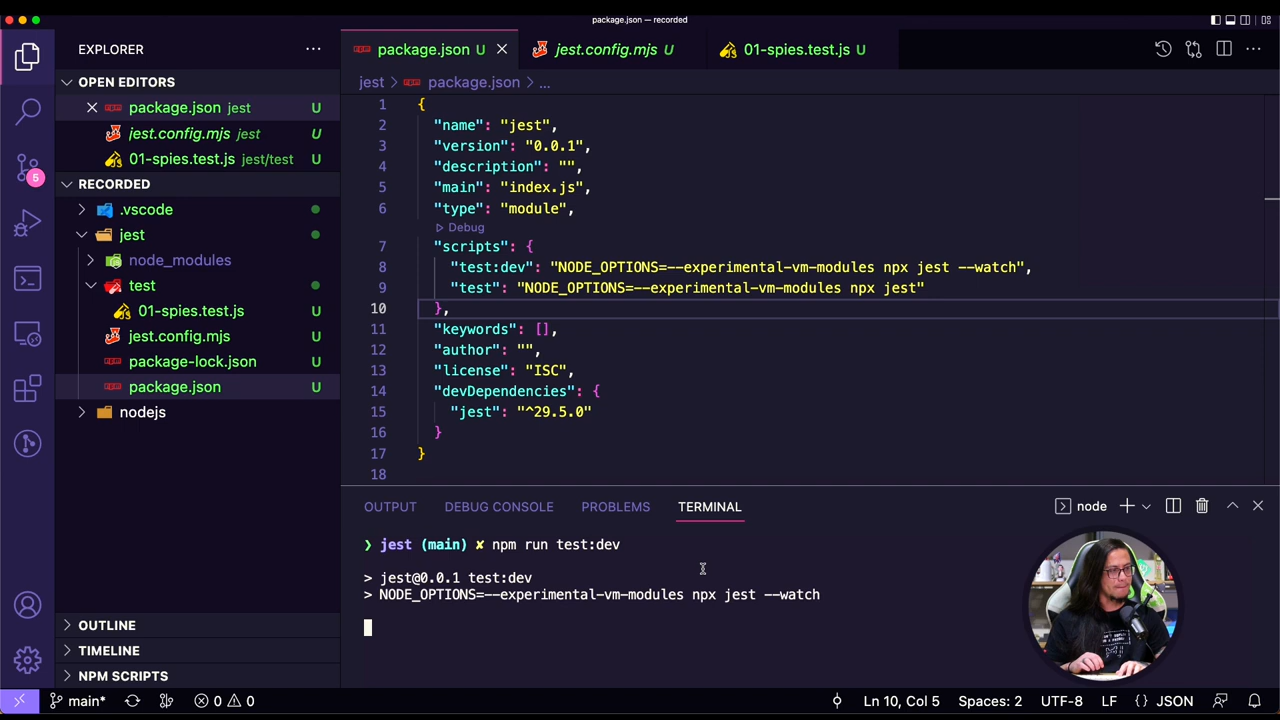 package.json — recorded
EXPLORER
OPEN EDITORS
package.json jest U
jest.config.mjs jest U
01-spies.test.js jest/test U
RECORDED
.vscode
jest
node_modules
test
01-spies.test.js U
jest.config.mjs U
package-lock.json U
package.json U
nodejs
OUTLINE
TIMELINE
NPM SCRIPTS
5
package.json U
jest.config.mjs U
01-spies.test.js U
jest > package.json > ...
1 {
2 "name": "jest",
3 "version": "0.0.1",
4 "description": "",
5 "main": "index.js",
6 "type": "module",
Debug
7 "scripts": {
8 "test:dev": "NODE_OPTIONS=--experimental-vm-modules npx jest --watch",
9 "test": "NODE_OPTIONS=--experimental-vm-modules npx jest"
10 },
11 "keywords": [],
12 "author": "",
13 "license": "ISC",
14 "devDependencies": {
15 "jest": "^29.5.0"
16 }
17 }
18
OUTPUT DEBUG CONSOLE PROBLEMS TERMINAL
node
❯ jest (main) ✘ npm run test:dev
> jest@0.0.1 test:dev
> NODE_OPTIONS=--experimental-vm-modules npx jest --watch
main* 0 0 Ln 10, Col 5 Spaces: 2 UTF-8 LF {} JSON